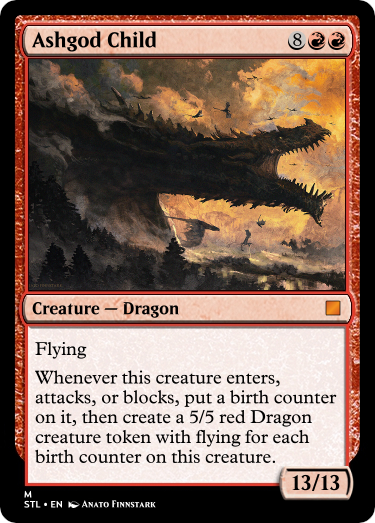 Ashgod Child 8
Creature — Dragon
Flying
Whenever this creature enters,
attacks, or blocks, put a birth counter
on it, then create a 5/5 red Dragon
creature token with flying for each
birth counter on this creature.
13/13
M
STL • EN Anato Finnstark